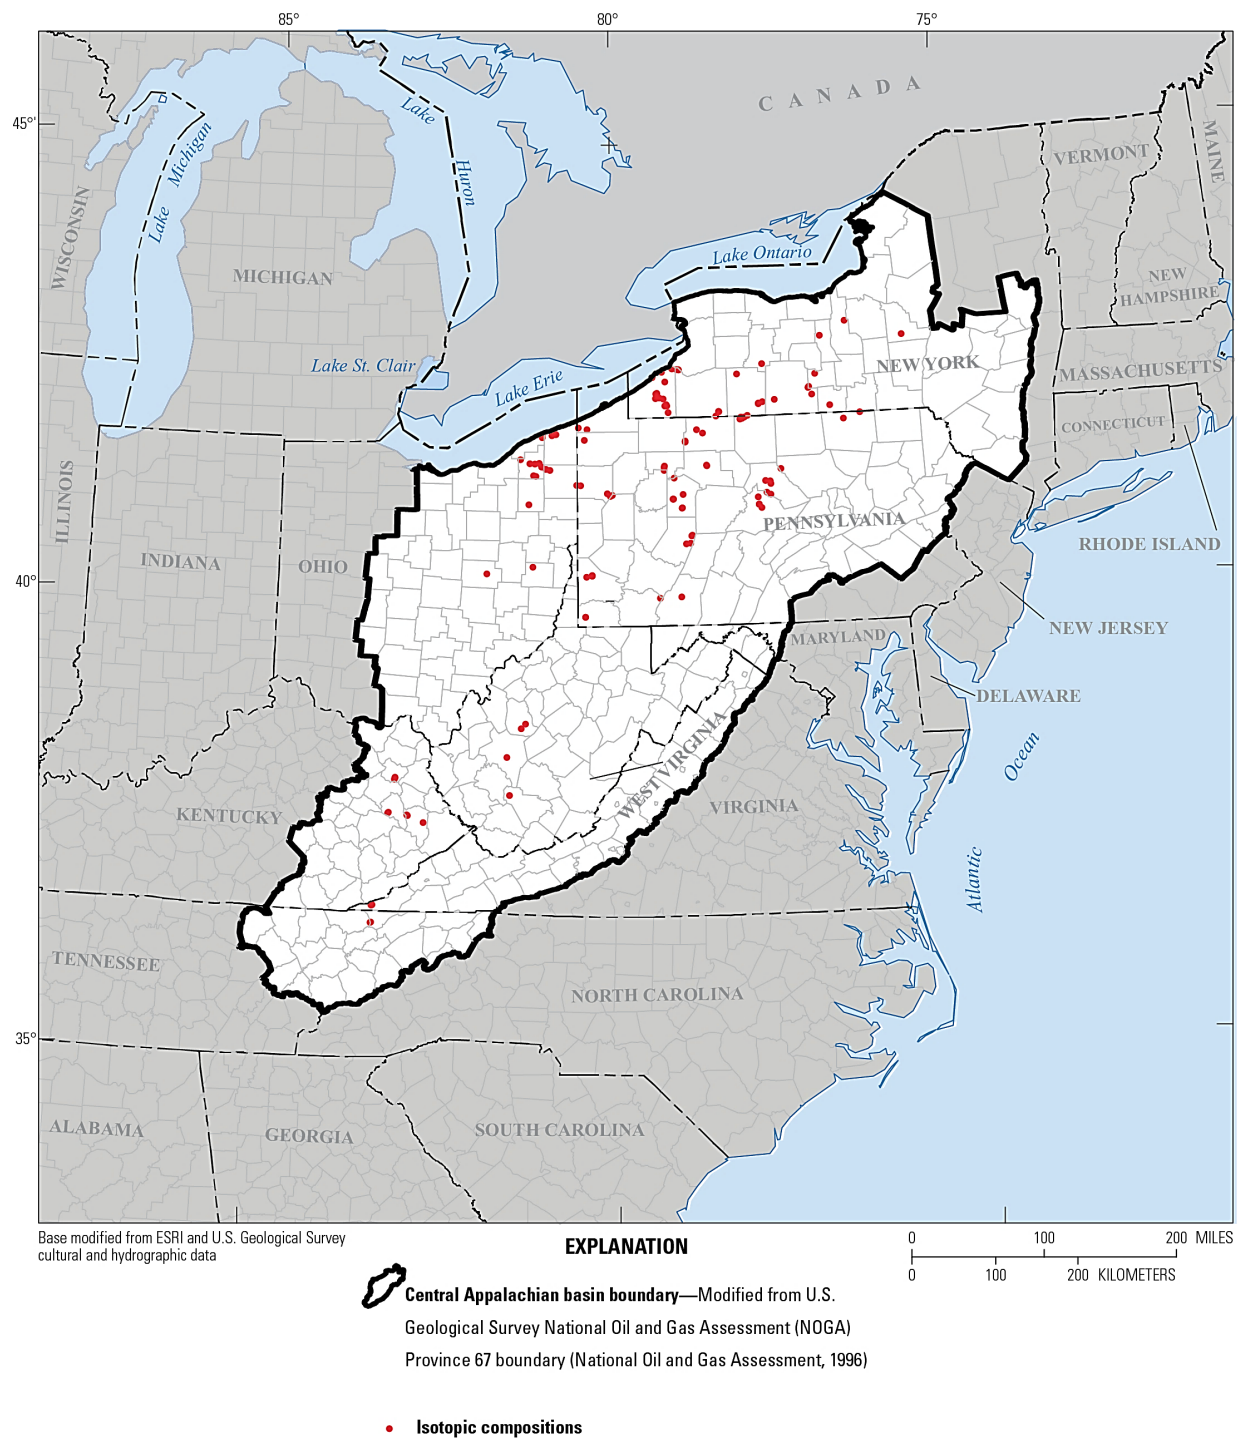 85°
80°
75°
45°
40°
35°
CANADA
Lake
Huron
Lake
Michigan
WISCONSIN
MICHIGAN
Lake Ontario
VERMONT
MAINE
NEW
HAMPSHIRE
Lake St. Clair
Lake Erie
NEW YORK
MASSACHUSETTS
CONNECTICUT
ILLINOIS
INDIANA
OHIO
PENNSYLVANIA
RHODE ISLAND
NEW JERSEY
MARYLAND
DELAWARE
WEST VIRGINIA
VIRGINIA
KENTUCKY
Atlantic
Ocean
TENNESSEE
NORTH CAROLINA
ALABAMA
GEORGIA
SOUTH CAROLINA
Base modified from ESRI and U.S. Geological Survey
cultural and hydrographic data
0 100 200 MILES
0 100 200 KILOMETERS
EXPLANATION
Central Appalachian basin boundary—Modified from U.S.
Geological Survey National Oil and Gas Assessment (NOGA)
Province 67 boundary (National Oil and Gas Assessment, 1996)
Isotopic compositions